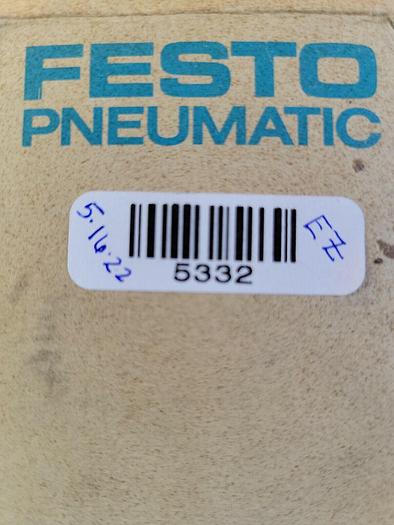 FESTO
PNEUMATIC
5.16.22
EZ
5332